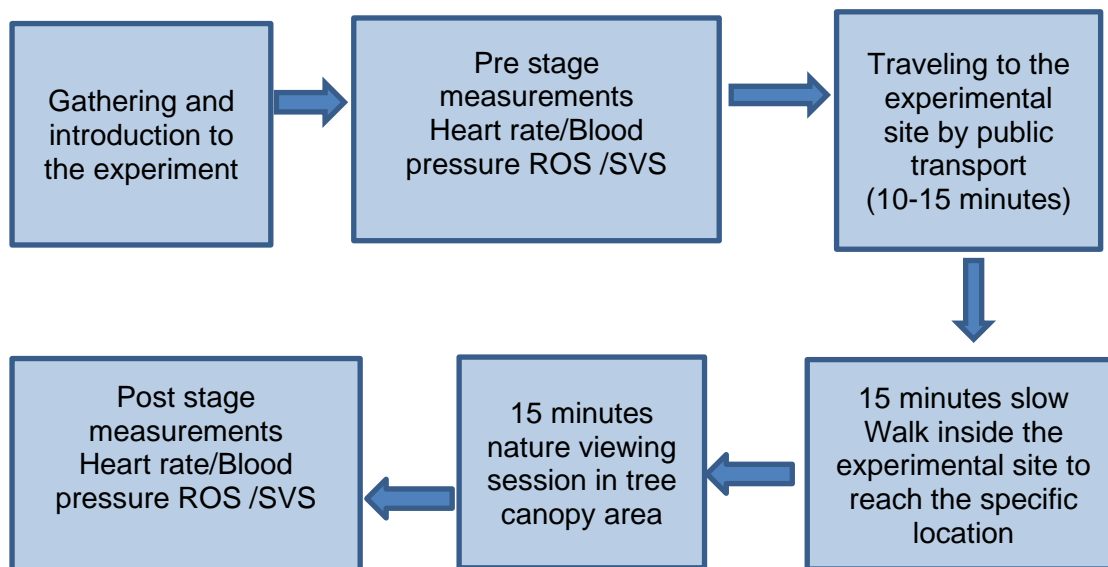 Gathering and
introduction to
the experiment
Pre stage
measurements
Heart rate/Blood
pressure ROS /SVS
Traveling to the
experimental
site by public
transport
(10-15 minutes)
15 minutes slow
Walk inside the
experimental site to
reach the specific
location
15 minutes
nature viewing
session in tree
canopy area
Post stage
measurements
Heart rate/Blood
pressure ROS /SVS